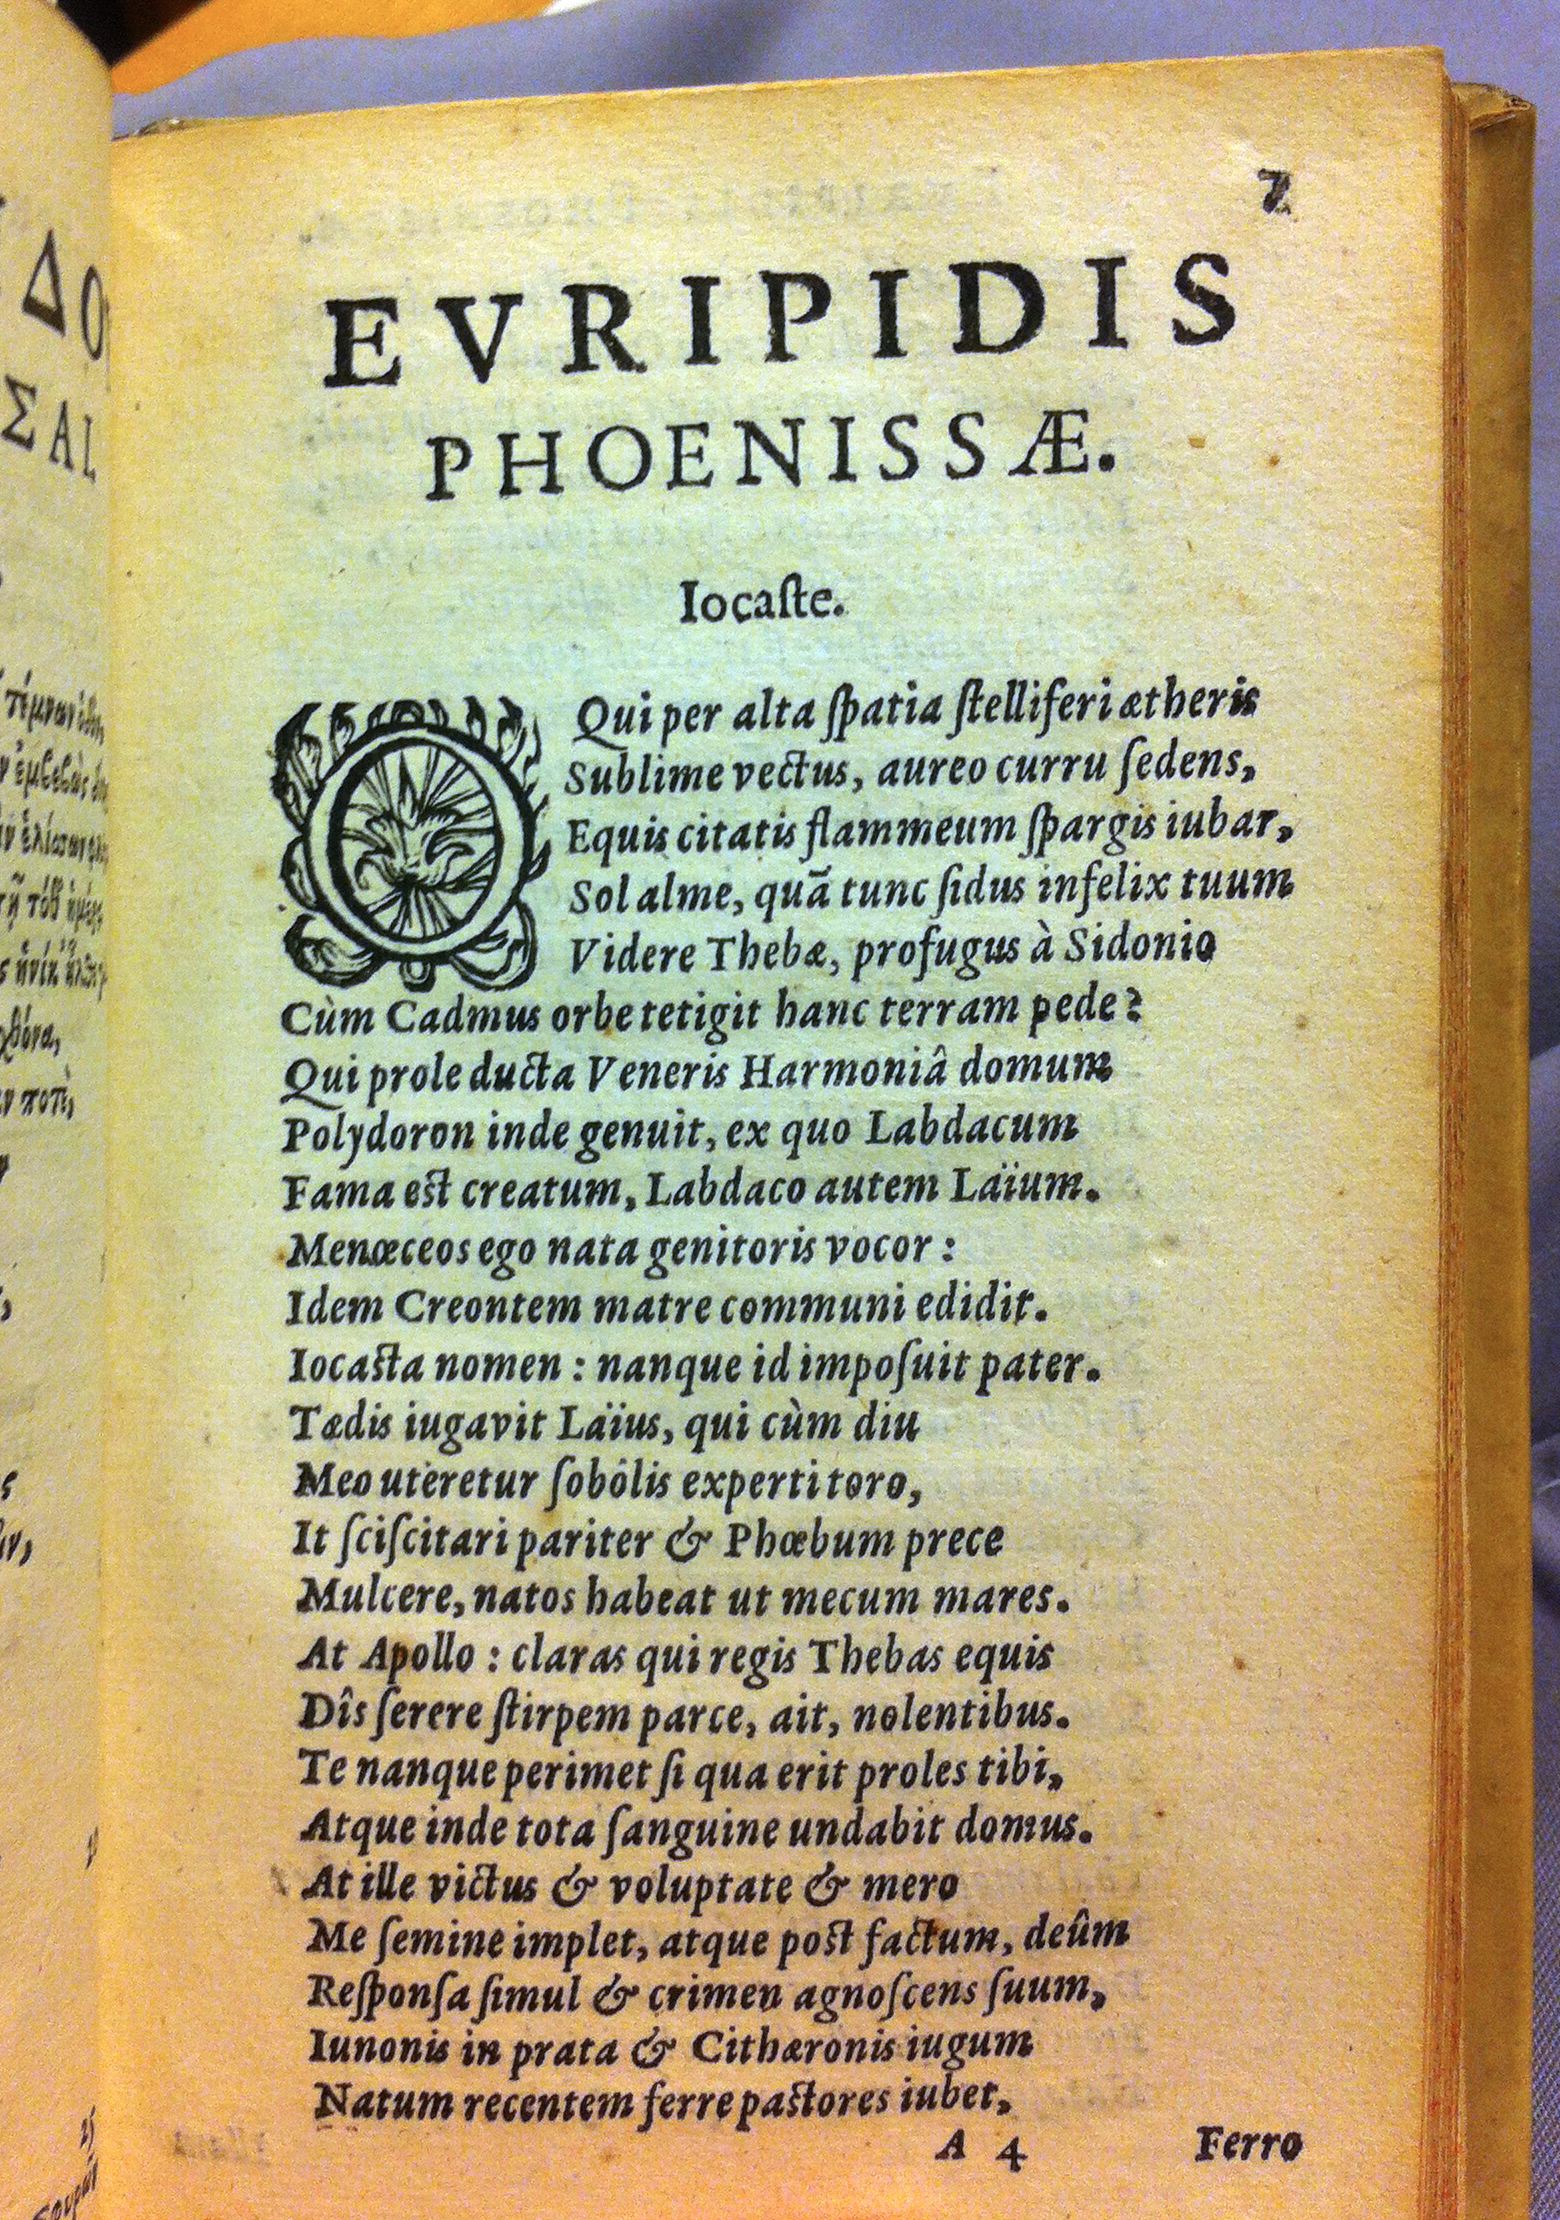 ΔΟ
ΣΑΙ
7
EVRIPIDIS
PHOENISSÆ.
Iocaſte.
O Qui per alta ſpatia ſtelliferi ætheris
Sublime vectus, aureo curru ſedens,
Equis citatis flammeum ſpargis iubar,
Sol alme, quã tunc ſidus infelix tuum
Videre Thebæ, profugus à Sidonio
Cùm Cadmus orbe tetigit hanc terram pede?
Qui prole ducta Veneris Harmoniâ domum
Polydoron inde genuit, ex quo Labdacum
Fama est creatum, Labdaco autem Laïum.
Menœceos ego nata genitoris vocor :
Idem Creontem matre communi edidit.
Iocasta nomen : nanque id impoſuit pater.
Tædis iugavit Laïus, qui cùm diu
Meo uteretur ſobôlis experti toro,
It ſciſcitari pariter & Phœbum prece
Mulcere, natos habeat ut mecum mares.
At Apollo : claras qui regis Thebas equis
Dîs ſerere ſtirpem parce, ait, nolentibus.
Te nanque perimet ſi qua erit proles tibi,
Atque inde tota ſanguine undabit domus.
At ille victus & voluptate & mero
Me ſemine implet, atque post factum, deûm
Reſponſa ſimul & crimen agnoſcens ſuum,
Iunonis in prata & Cithæronis iugum
Natum recentem ferre pastores iubet,
A 4 Ferro